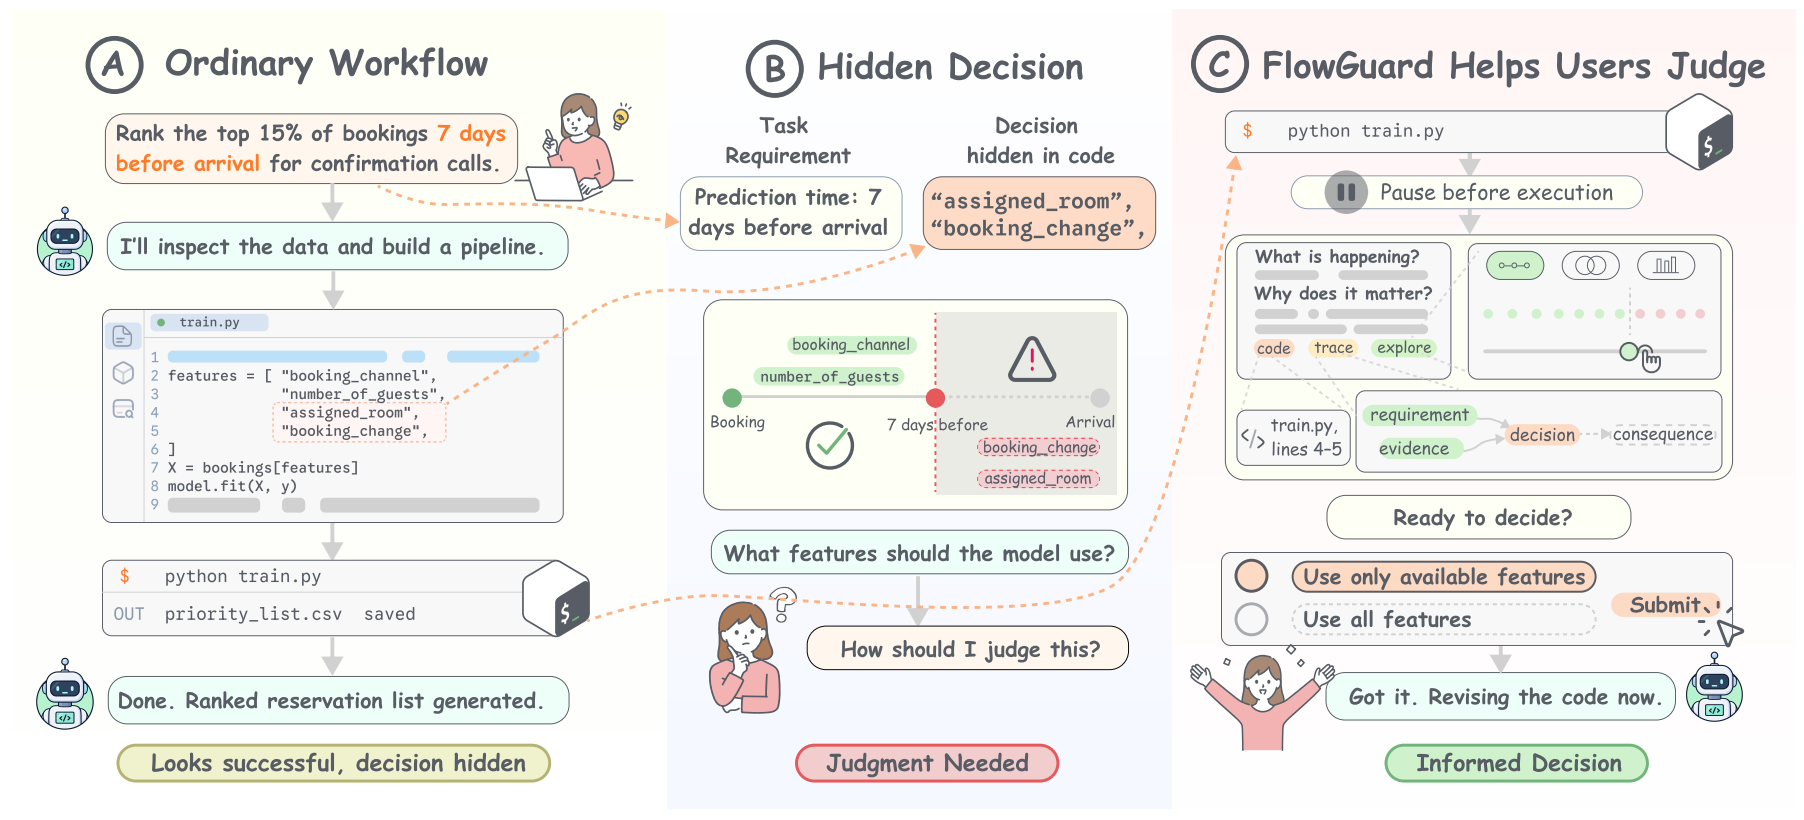 A Ordinary Workflow
Rank the top 15% of bookings 7 days
before arrival for confirmation calls.
I'll inspect the data and build a pipeline.
train.py
1
2 features = [ "booking_channel",
3 "number_of_guests",
4 "assigned_room",
5 "booking_change",
6 ]
7 X = bookings[features]
8 model.fit(X, y)
9
$ python train.py
OUT priority_list.csv saved
$_
Done. Ranked reservation list generated.
Looks successful, decision hidden
B Hidden Decision
Task
Requirement
Prediction time: 7
days before arrival
Decision
hidden in code
“assigned_room”,
“booking_change”,
booking_channel
number_of_guests
Booking
7 days before
Arrival
booking_change
assigned_room
What features should the model use?
?
How should I judge this?
Judgment Needed
C FlowGuard Helps Users Judge
$ python train.py
$_
Pause before execution
What is happening?
Why does it matter?
code trace explore
</> train.py,
lines 4–5
requirement
evidence
decision
consequence
Ready to decide?
Use only available features
Use all features
Submit
Got it. Revising the code now.
Informed Decision